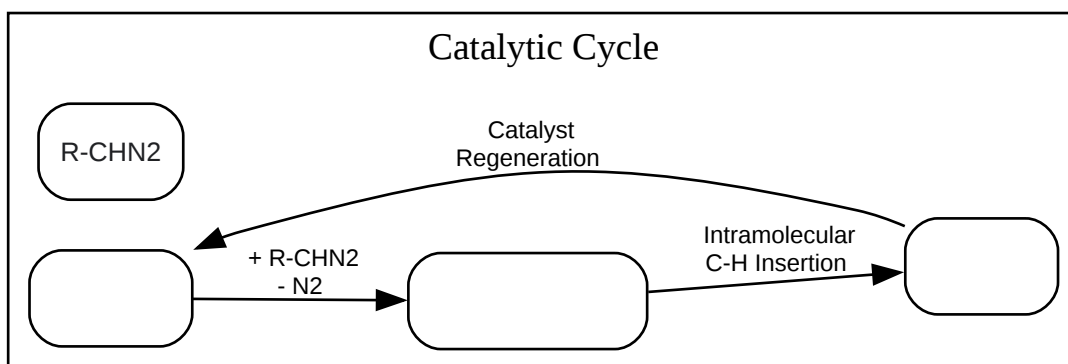 Catalytic Cycle
R-CHN2
Catalyst
Regeneration
+ R-CHN2
- N2
Intramolecular
C-H Insertion